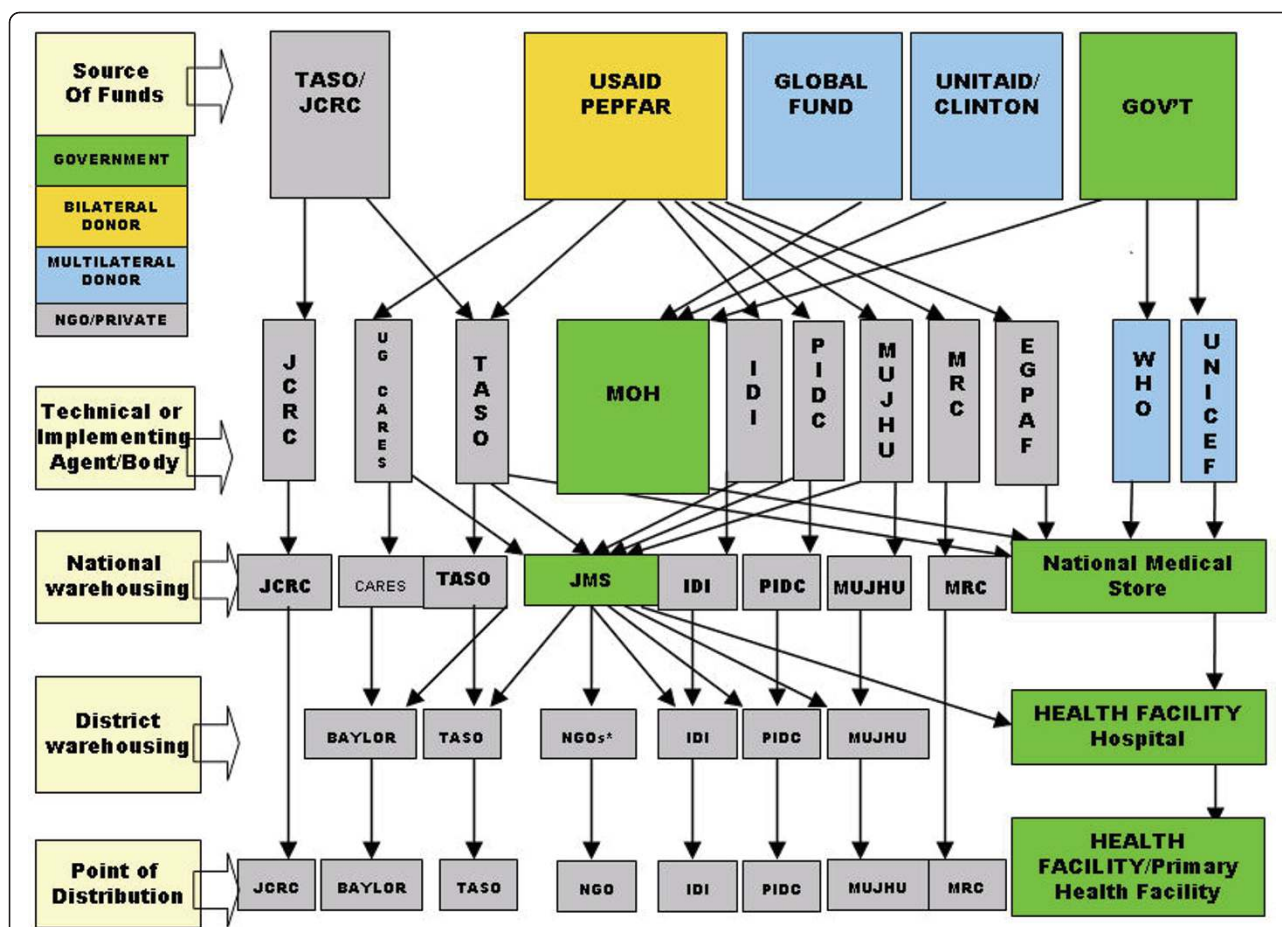 Source
Of Funds
TASO/
JCRC
USAID
PEPFAR
GLOBAL
FUND
UNITAID/
CLINTON
GOV'T
GOVERNMENT
BILATERAL
DONOR
MULTILATERAL
DONOR
NGO/PRIVATE
Technical or
Implementing
Agent/Body
JCRC
UG CARES
TASO
MOH
IDI
PIDC
MUJHU
MRC
EGPAF
WHO
UNICEF
National
warehousing
JCRC
CARES
TASO
JMS
IDI
PIDC
MUJHU
MRC
National Medical
Store
District
warehousing
BAYLOR
TASO
NGOs*
IDI
PIDC
MUJHU
HEALTH FACILITY
Hospital
Point of
Distribution
JCRC
BAYLOR
TASO
NGO
IDI
PIDC
MUJHU
MRC
HEALTH
FACILITY/Primary
Health Facility